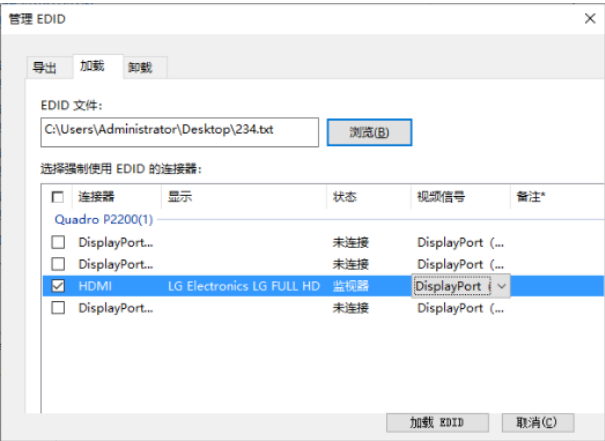 管理 EDID
导出 加载 卸载
EDID 文件:
C:\Users\Administrator\Desktop\234.txt 浏览(B)
选择强制使用 EDID 的连接器:
连接器 显示 状态 视频信号 备注*
Quadro P2200(1)
DisplayPort... 未连接 DisplayPort (...
DisplayPort... 未连接 DisplayPort (...
HDMI LG Electronics LG FULL HD 监视器 DisplayPort (
DisplayPort... 未连接 DisplayPort (...
加载 EDID 取消(C)